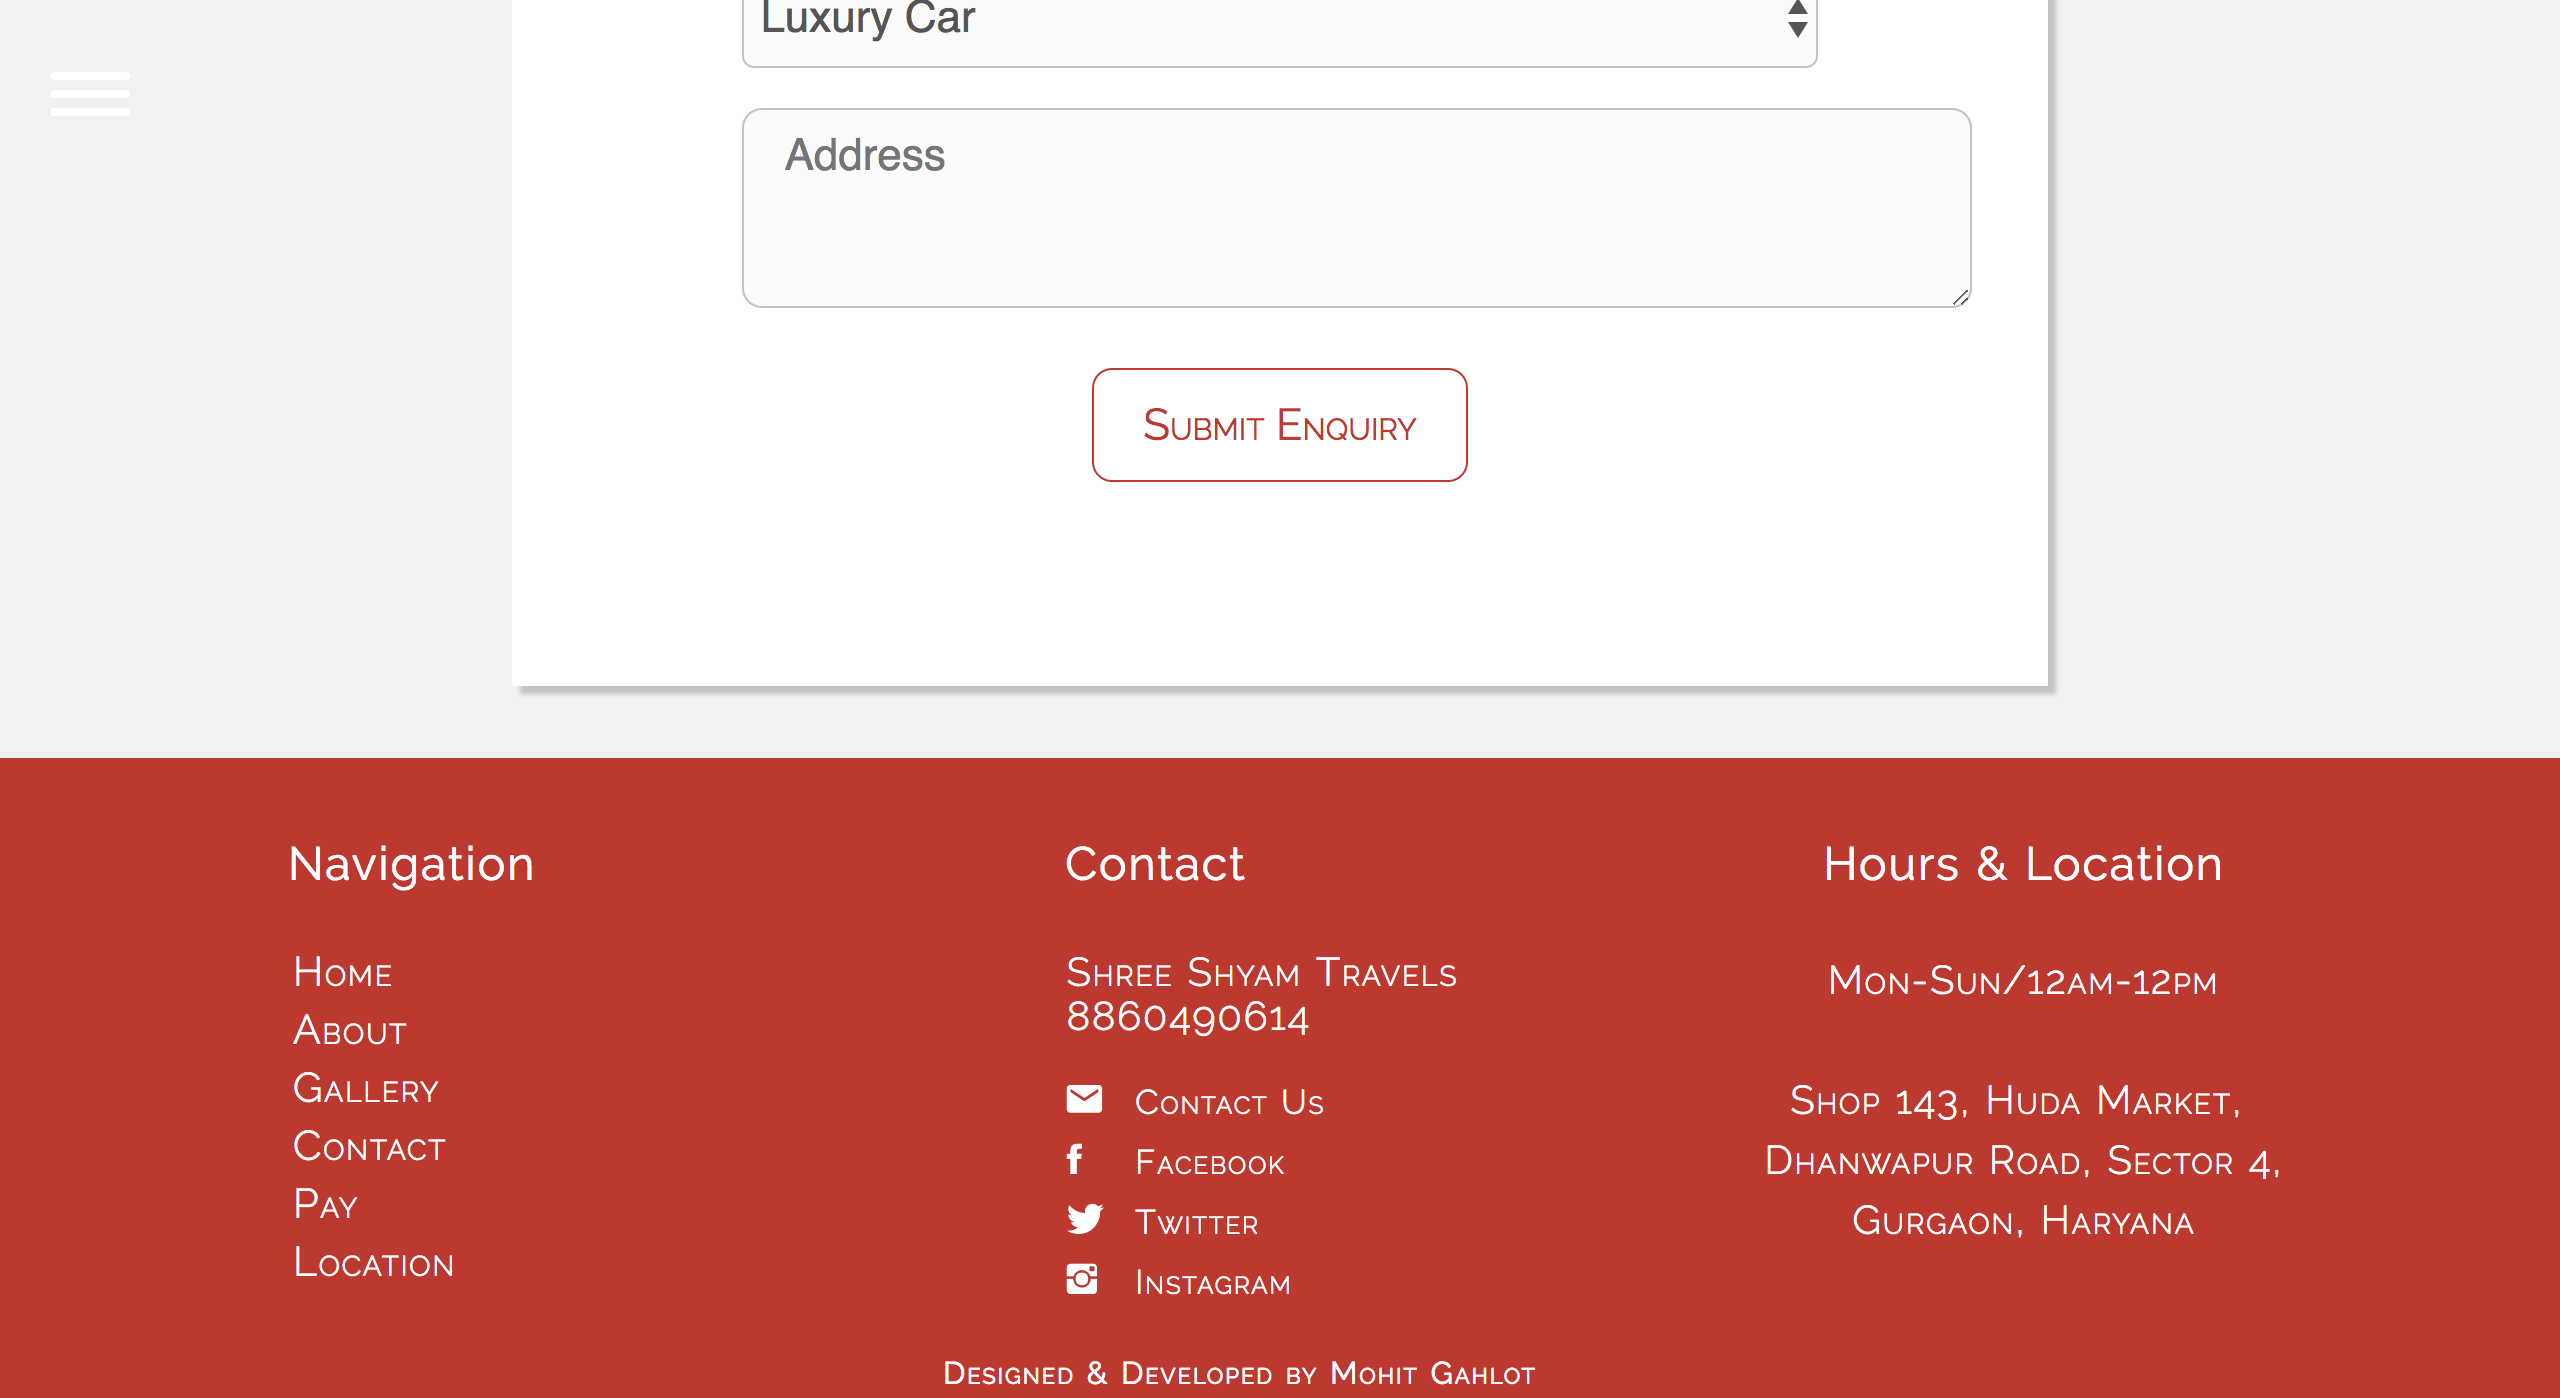 Luxury Car
Address
Submit Enquiry
Navigation
Home
About
Gallery
Contact
Pay
Location
Contact
Shree Shyam Travels
8860490614
Contact Us
Facebook
Twitter
Instagram
Hours & Location
Mon-Sun/12am-12pm
Shop 143, Huda Market,
Dhanwapur Road, Sector 4,
Gurgaon, Haryana
Designed & Developed by Mohit Gahlot